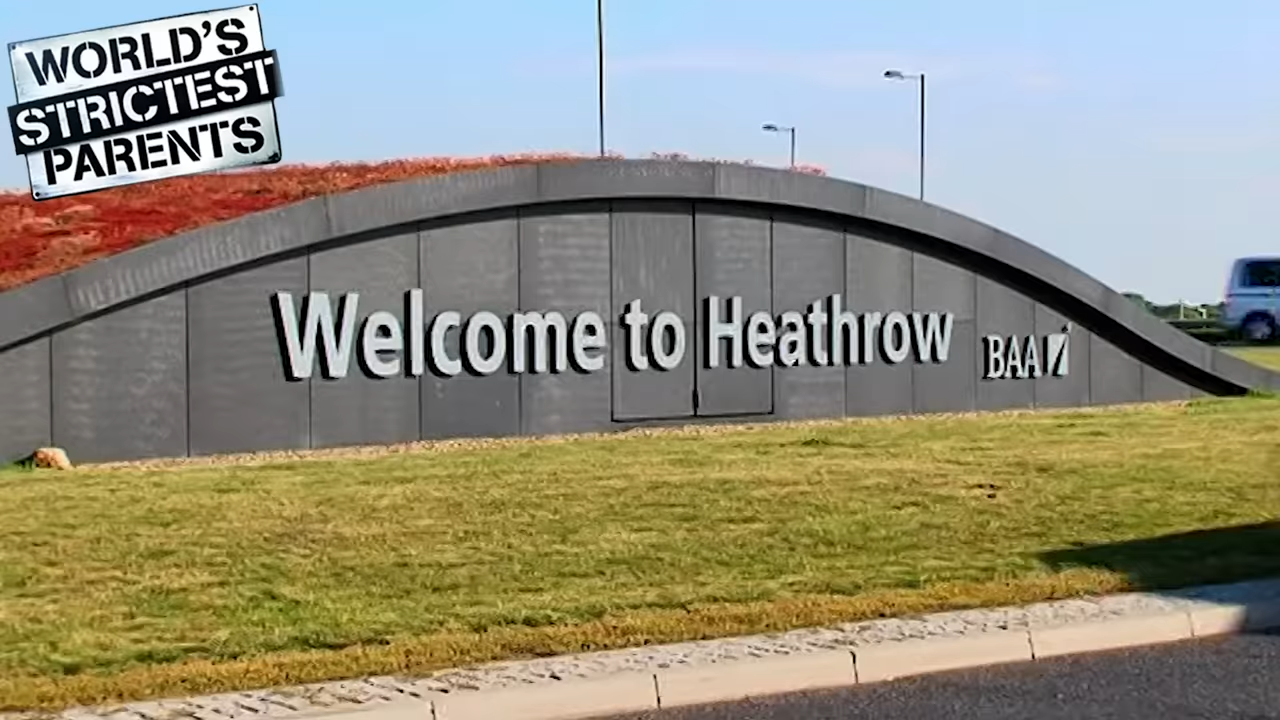 WORLD'S
STRICTEST
PARENTS
Welcome to Heathrow
BAA